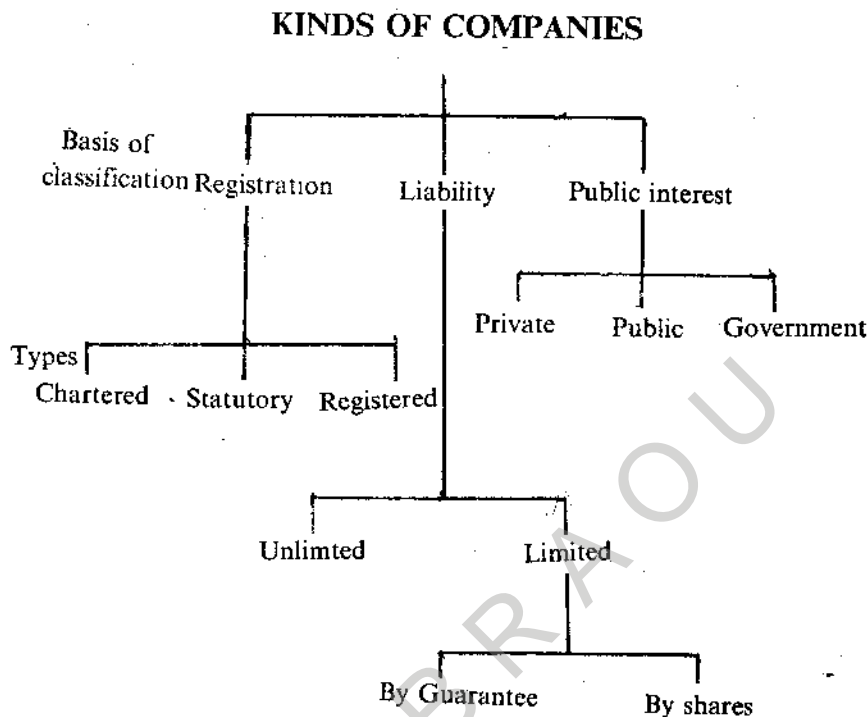 KINDS OF COMPANIES
Basis of
classification Registration Liability Public interest
Private Public Government
Types
Chartered Statutory Registered
Unlimted Limited
By Guarantee By shares
BRAOU